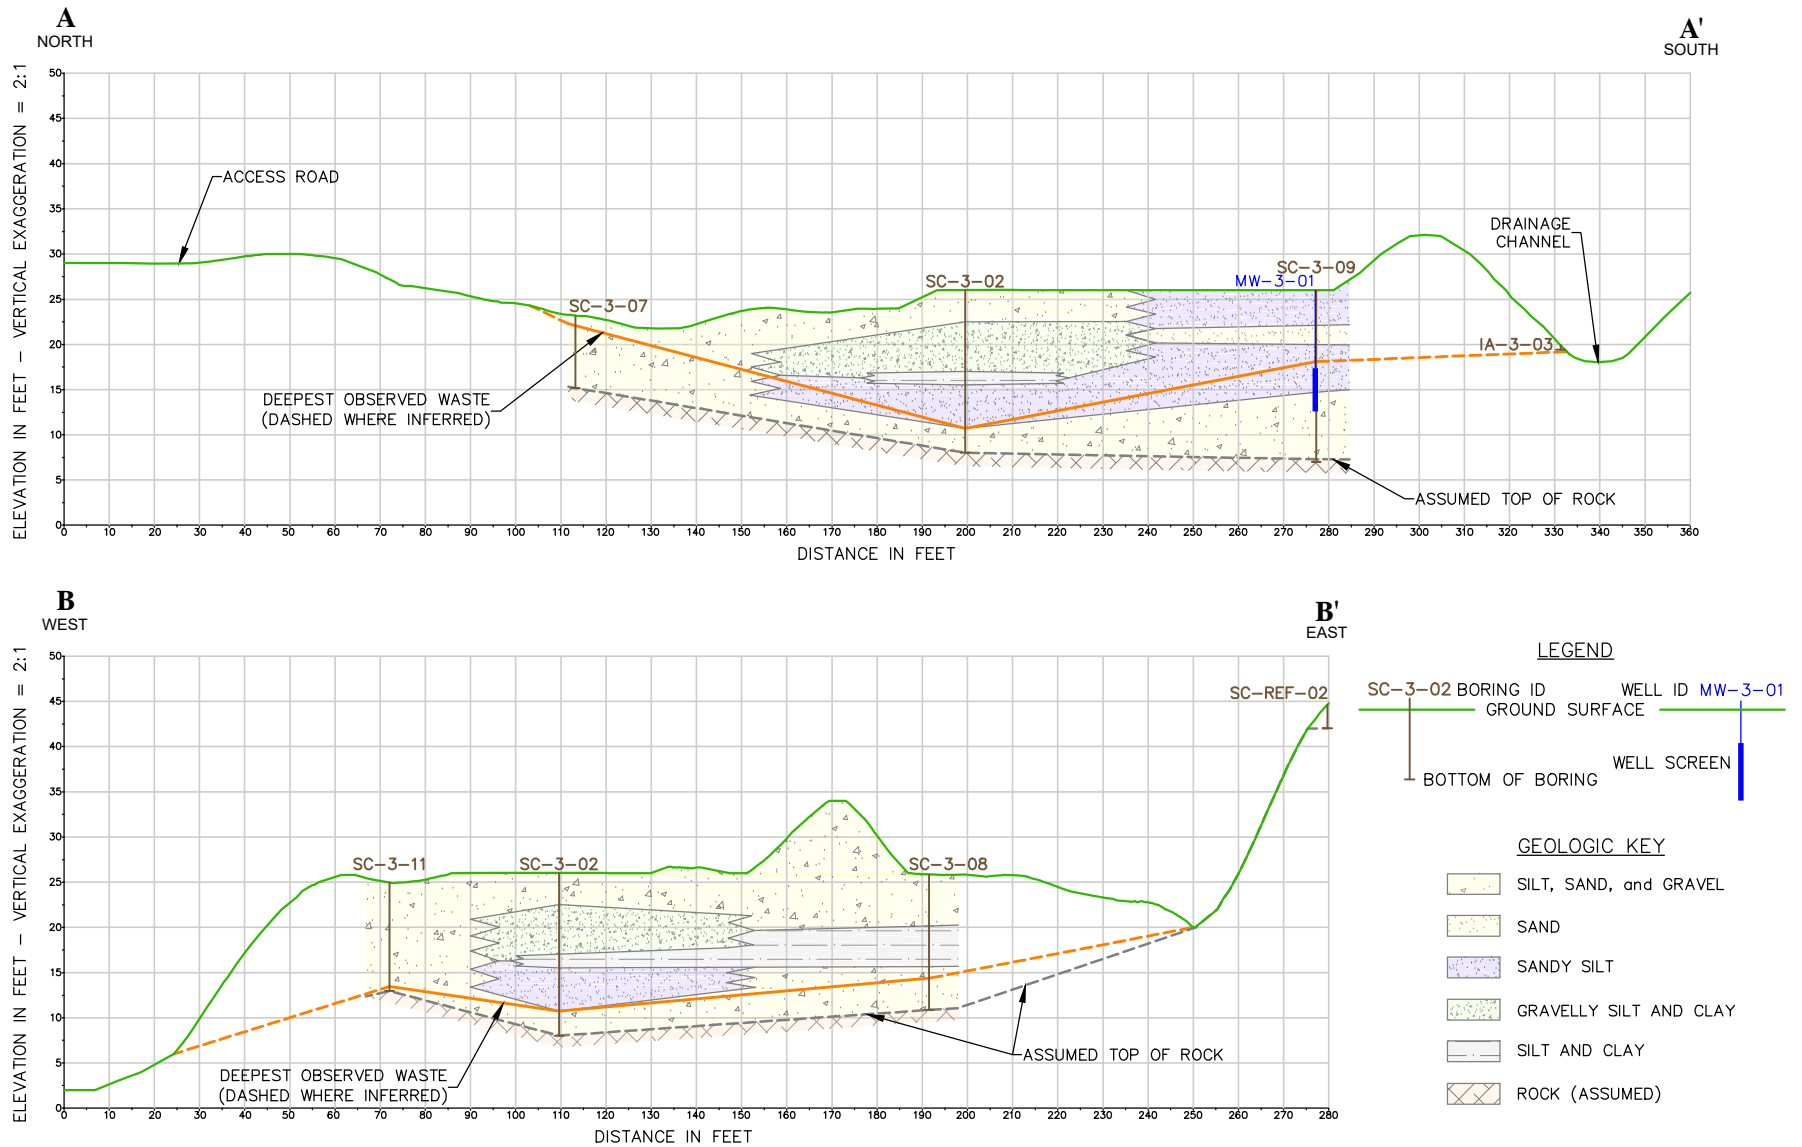 A
NORTH
A'
SOUTH
ELEVATION IN FEET – VERTICAL EXAGGERATION = 2:1
50
45
40
35
30
25
20
15
10
5
0
ACCESS ROAD
SC-3-07
SC-3-02
MW-3-01
SC-3-09
DRAINAGE
CHANNEL
IA-3-03
DEEPEST OBSERVED WASTE
(DASHED WHERE INFERRED)
ASSUMED TOP OF ROCK
0 10 20 30 40 50 60 70 80 90 100 110 120 130 140 150 160 170 180 190 200 210 220 230 240 250 260 270 280 290 300 310 320 330 340 350 360
DISTANCE IN FEET
B
WEST
B'
EAST
ELEVATION IN FEET – VERTICAL EXAGGERATION = 2:1
50
45
40
35
30
25
20
15
10
5
0
SC-REF-02
SC-3-11
SC-3-02
SC-3-08
ASSUMED TOP OF ROCK
DEEPEST OBSERVED WASTE
(DASHED WHERE INFERRED)
0 10 20 30 40 50 60 70 80 90 100 110 120 130 140 150 160 170 180 190 200 210 220 230 240 250 260 270 280
DISTANCE IN FEET
LEGEND
SC-3-02 BORING ID
WELL ID MW-3-01
GROUND SURFACE
WELL SCREEN
BOTTOM OF BORING
GEOLOGIC KEY
SILT, SAND, and GRAVEL
SAND
SANDY SILT
GRAVELLY SILT AND CLAY
SILT AND CLAY
ROCK (ASSUMED)